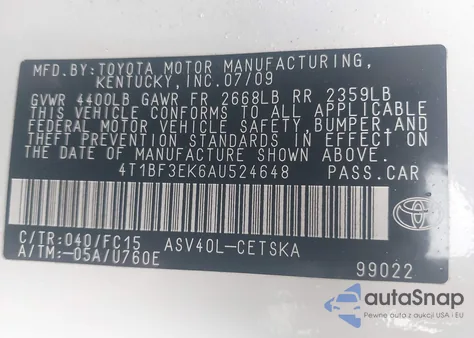 MFD.BY:TOYOTA MOTOR MANUFACTURING,
KENTUCKY,INC.07/09
GVWR 4400LB GAWR FR 2668LB RR 2359LB
THIS VEHICLE CONFORMS TO ALL APPLICABLE
FEDERAL MOTOR VEHICLE SAFETY,BUMPER,AND
THEFT PREVENTION STANDARDS IN EFFECT ON
THE DATE OF MANUFACTURE SHOWN ABOVE.
4T1BF3EK6AU524648 PASS.CAR
C/TR:040/FC15 ASV40L-CETSKA
A/TM:-05A/U760E
99022
autoSnap
Pewne auto z aukcji USA i EU